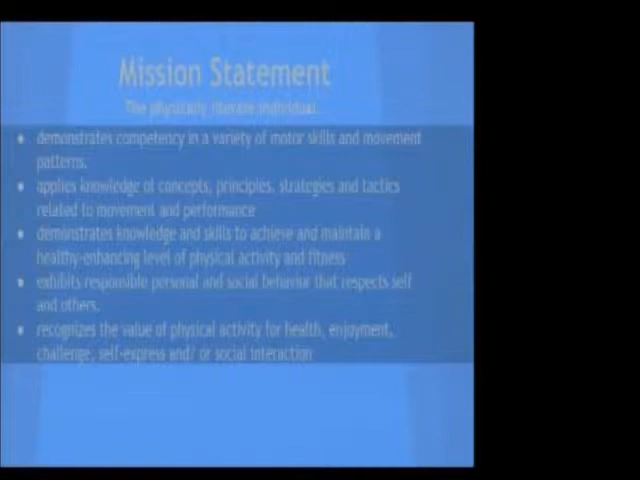 Mission Statement
The physically literate individual
• demonstrates competency in a variety of motor skills and movement
patterns.
• applies knowledge of concepts, principles, strategies and tactics
related to movement and performance
• demonstrates knowledge and skills to achieve and maintain a
healthy-enhancing level of physical activity and fitness
• exhibits responsible personal and social behavior that respects self
and others.
• recognizes the value of physical activity for health, enjoyment,
challenge, self-express and/ or social interaction